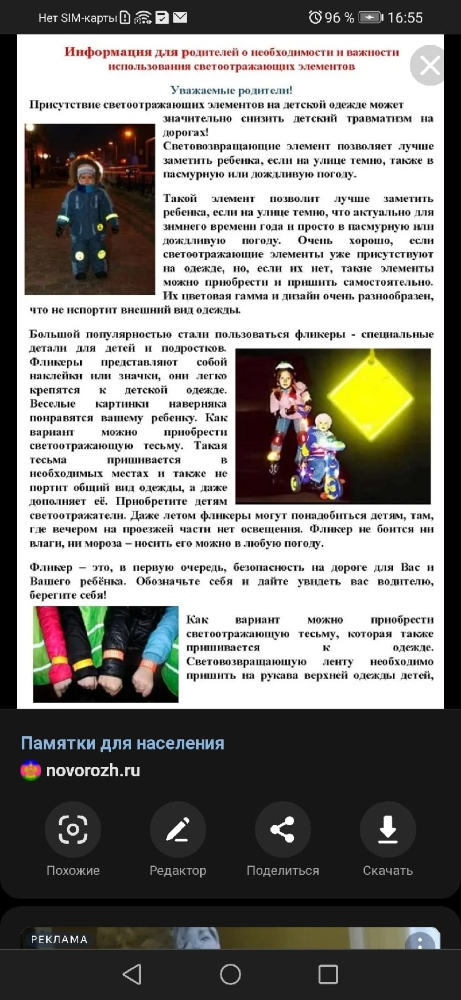 Нет SIM-карты
96 %
16:55
Информация для родителей о необходимости и важности
использования светоотражающих элементов
Уважаемые родители!
Присутствие светоотражающих элементов на детской одежде может
значительно снизить детский травматизм на
дорогах!
Световозвращающие элемент позволяет лучше
заметить ребенка, если на улице темно, также в
пасмурную или дождливую погоду.
Такой элемент позволит лучше заметить
ребенка, если на улице темно, что актуально для
зимнего времени года и просто в пасмурную или
дождливую погоду. Очень хорошо, если
светоотражающие элементы уже присутствуют
на одежде, но, если их нет, такие элементы
можно приобрести и пришить самостоятельно.
Их цветовая гамма и дизайн очень разнообразен,
что не испортит внешний вид одежды.
Большой популярностью стали пользоваться фликеры - специальные
детали для детей и подростков.
Фликеры представляют собой
наклейки или значки, они легко
крепятся к детской одежде.
Веселые картинки наверняка
понравятся вашему ребенку. Как
вариант можно приобрести
светоотражающую тесьму. Такая
тесьма пришивается в
необходимых местах и также не
портит общий вид одежды, а даже
дополняет её. Приобретите детям
светоотражатели. Даже летом фликеры могут понадобиться детям, там,
где вечером на проезжей части нет освещения. Фликер не боится ни
влаги, ни мороза – носить его можно в любую погоду.
Фликер – это, в первую очередь, безопасность на дороге для Вас и
Вашего ребёнка. Обозначьте себя и дайте увидеть вас водителю,
берегите себя!
Как вариант можно приобрести
светоотражающую тесьму, которая также
пришивается к одежде.
Световозвращающую ленту необходимо
пришить на рукава верхней одежды детей,
Памятки для населения
novorozh.ru
Похожие
Редактор
Поделиться
Скачать
РЕКЛАМА